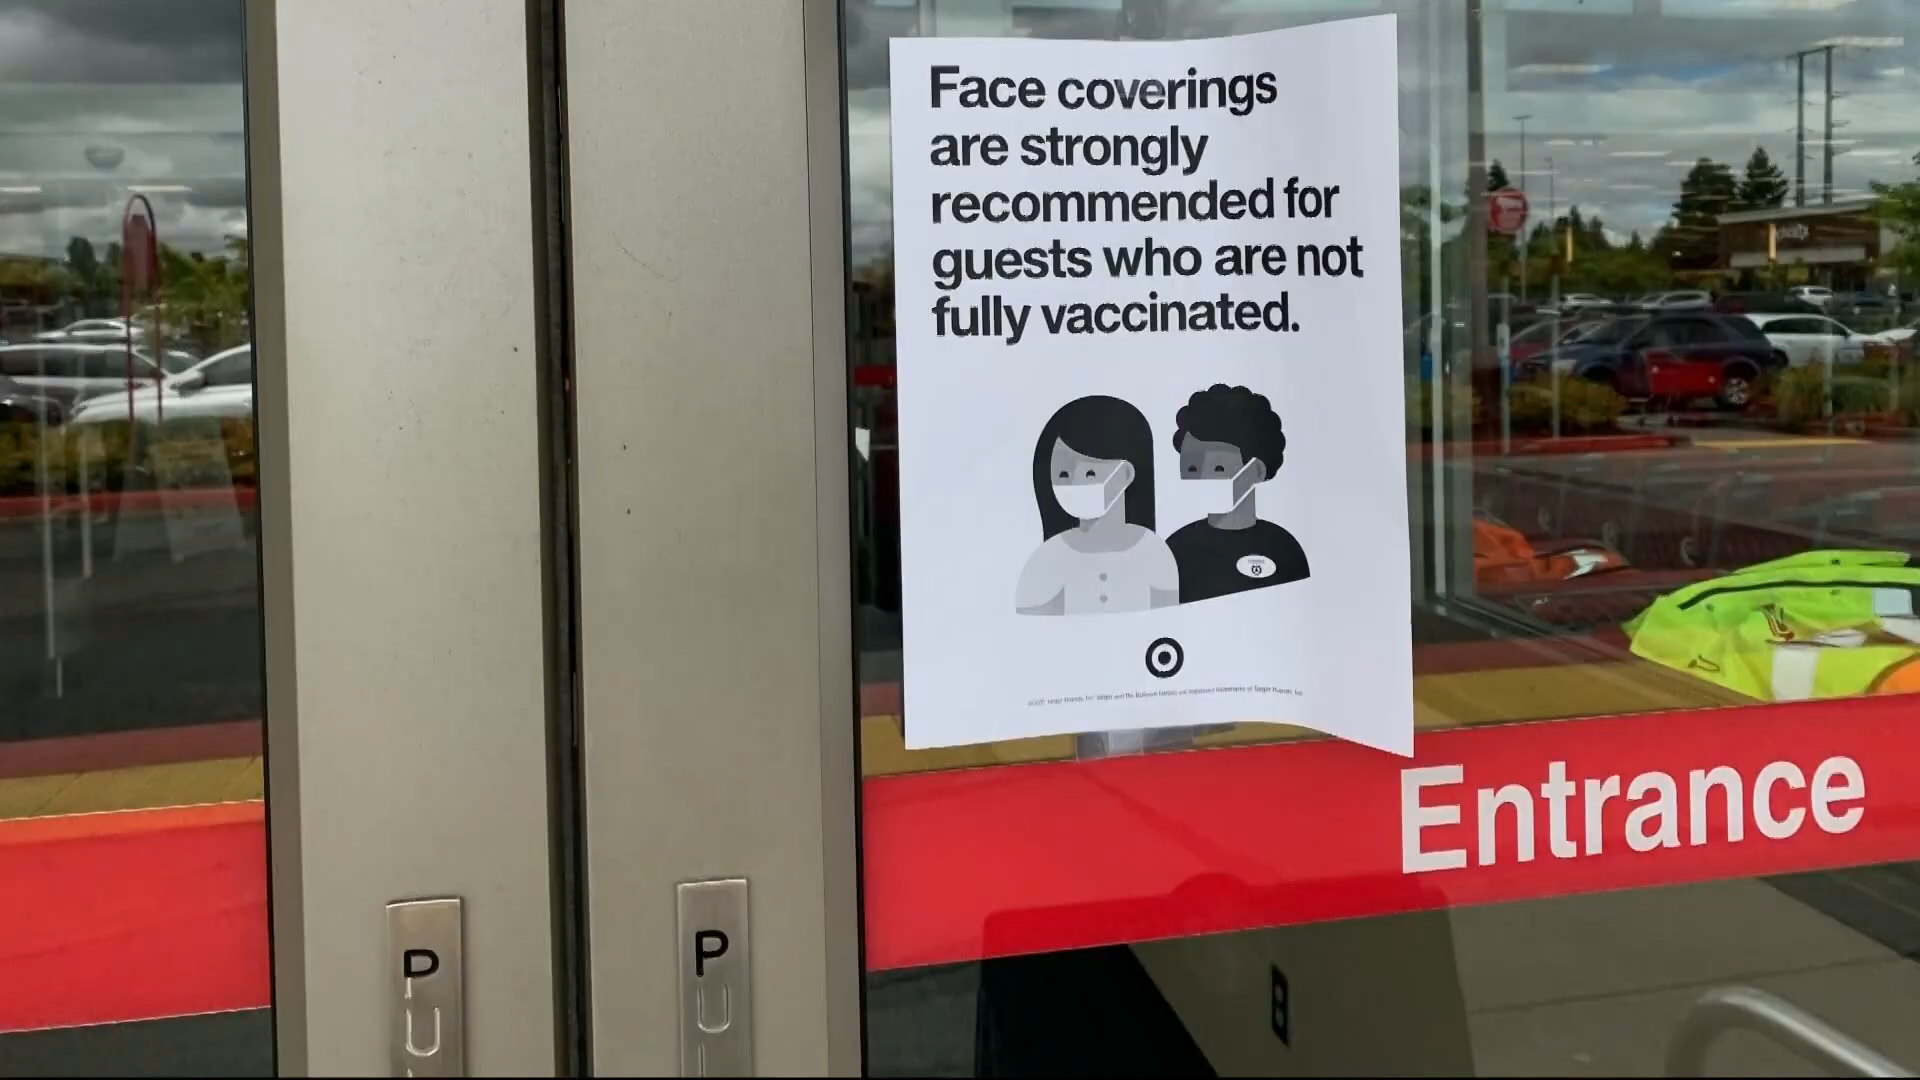 Face coverings
are strongly
recommended for
guests who are not
fully vaccinated.
Entrance
P
U
P
U